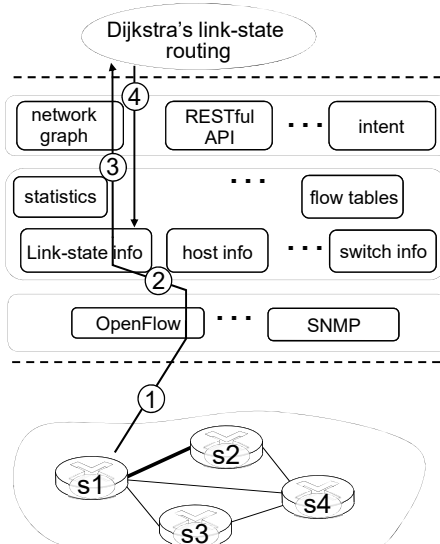 Dijkstra's link-state
routing
4
network
graph
RESTful
API
...
intent
3
statistics
...
flow tables
Link-state info
host info
...
switch info
2
OpenFlow
...
SNMP
1
s1
s2
s3
s4